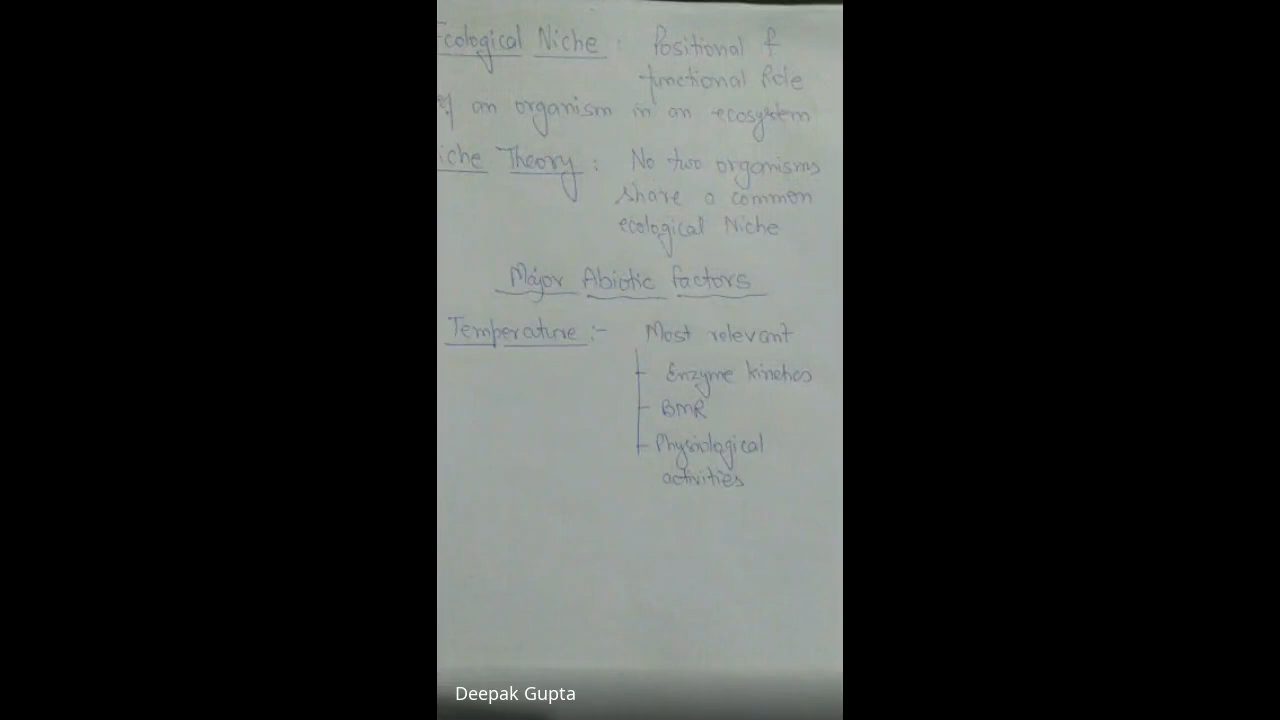 Ecological Niche : Positional &
functional Role
of an organism in an ecosystem
iche Theory : No two organisms
share a common
ecological Niche
Major Abiotic factors
Temperature :- Most relevant
Enzyme kinetics
BMR
Physiological
activities
Deepak Gupta